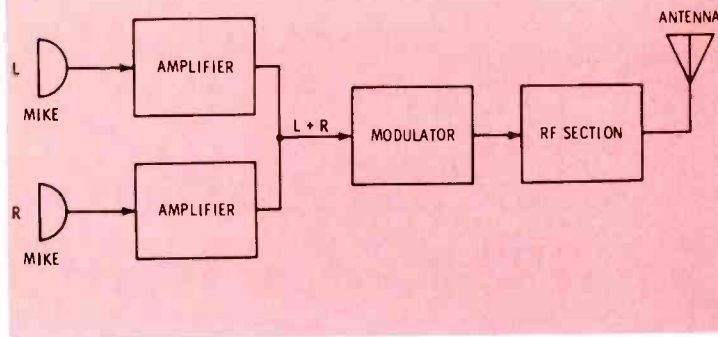 ANTENNA
L
MIKE
AMPLIFIER
L + R
MODULATOR
RF SECTION
R
MIKE
AMPLIFIER